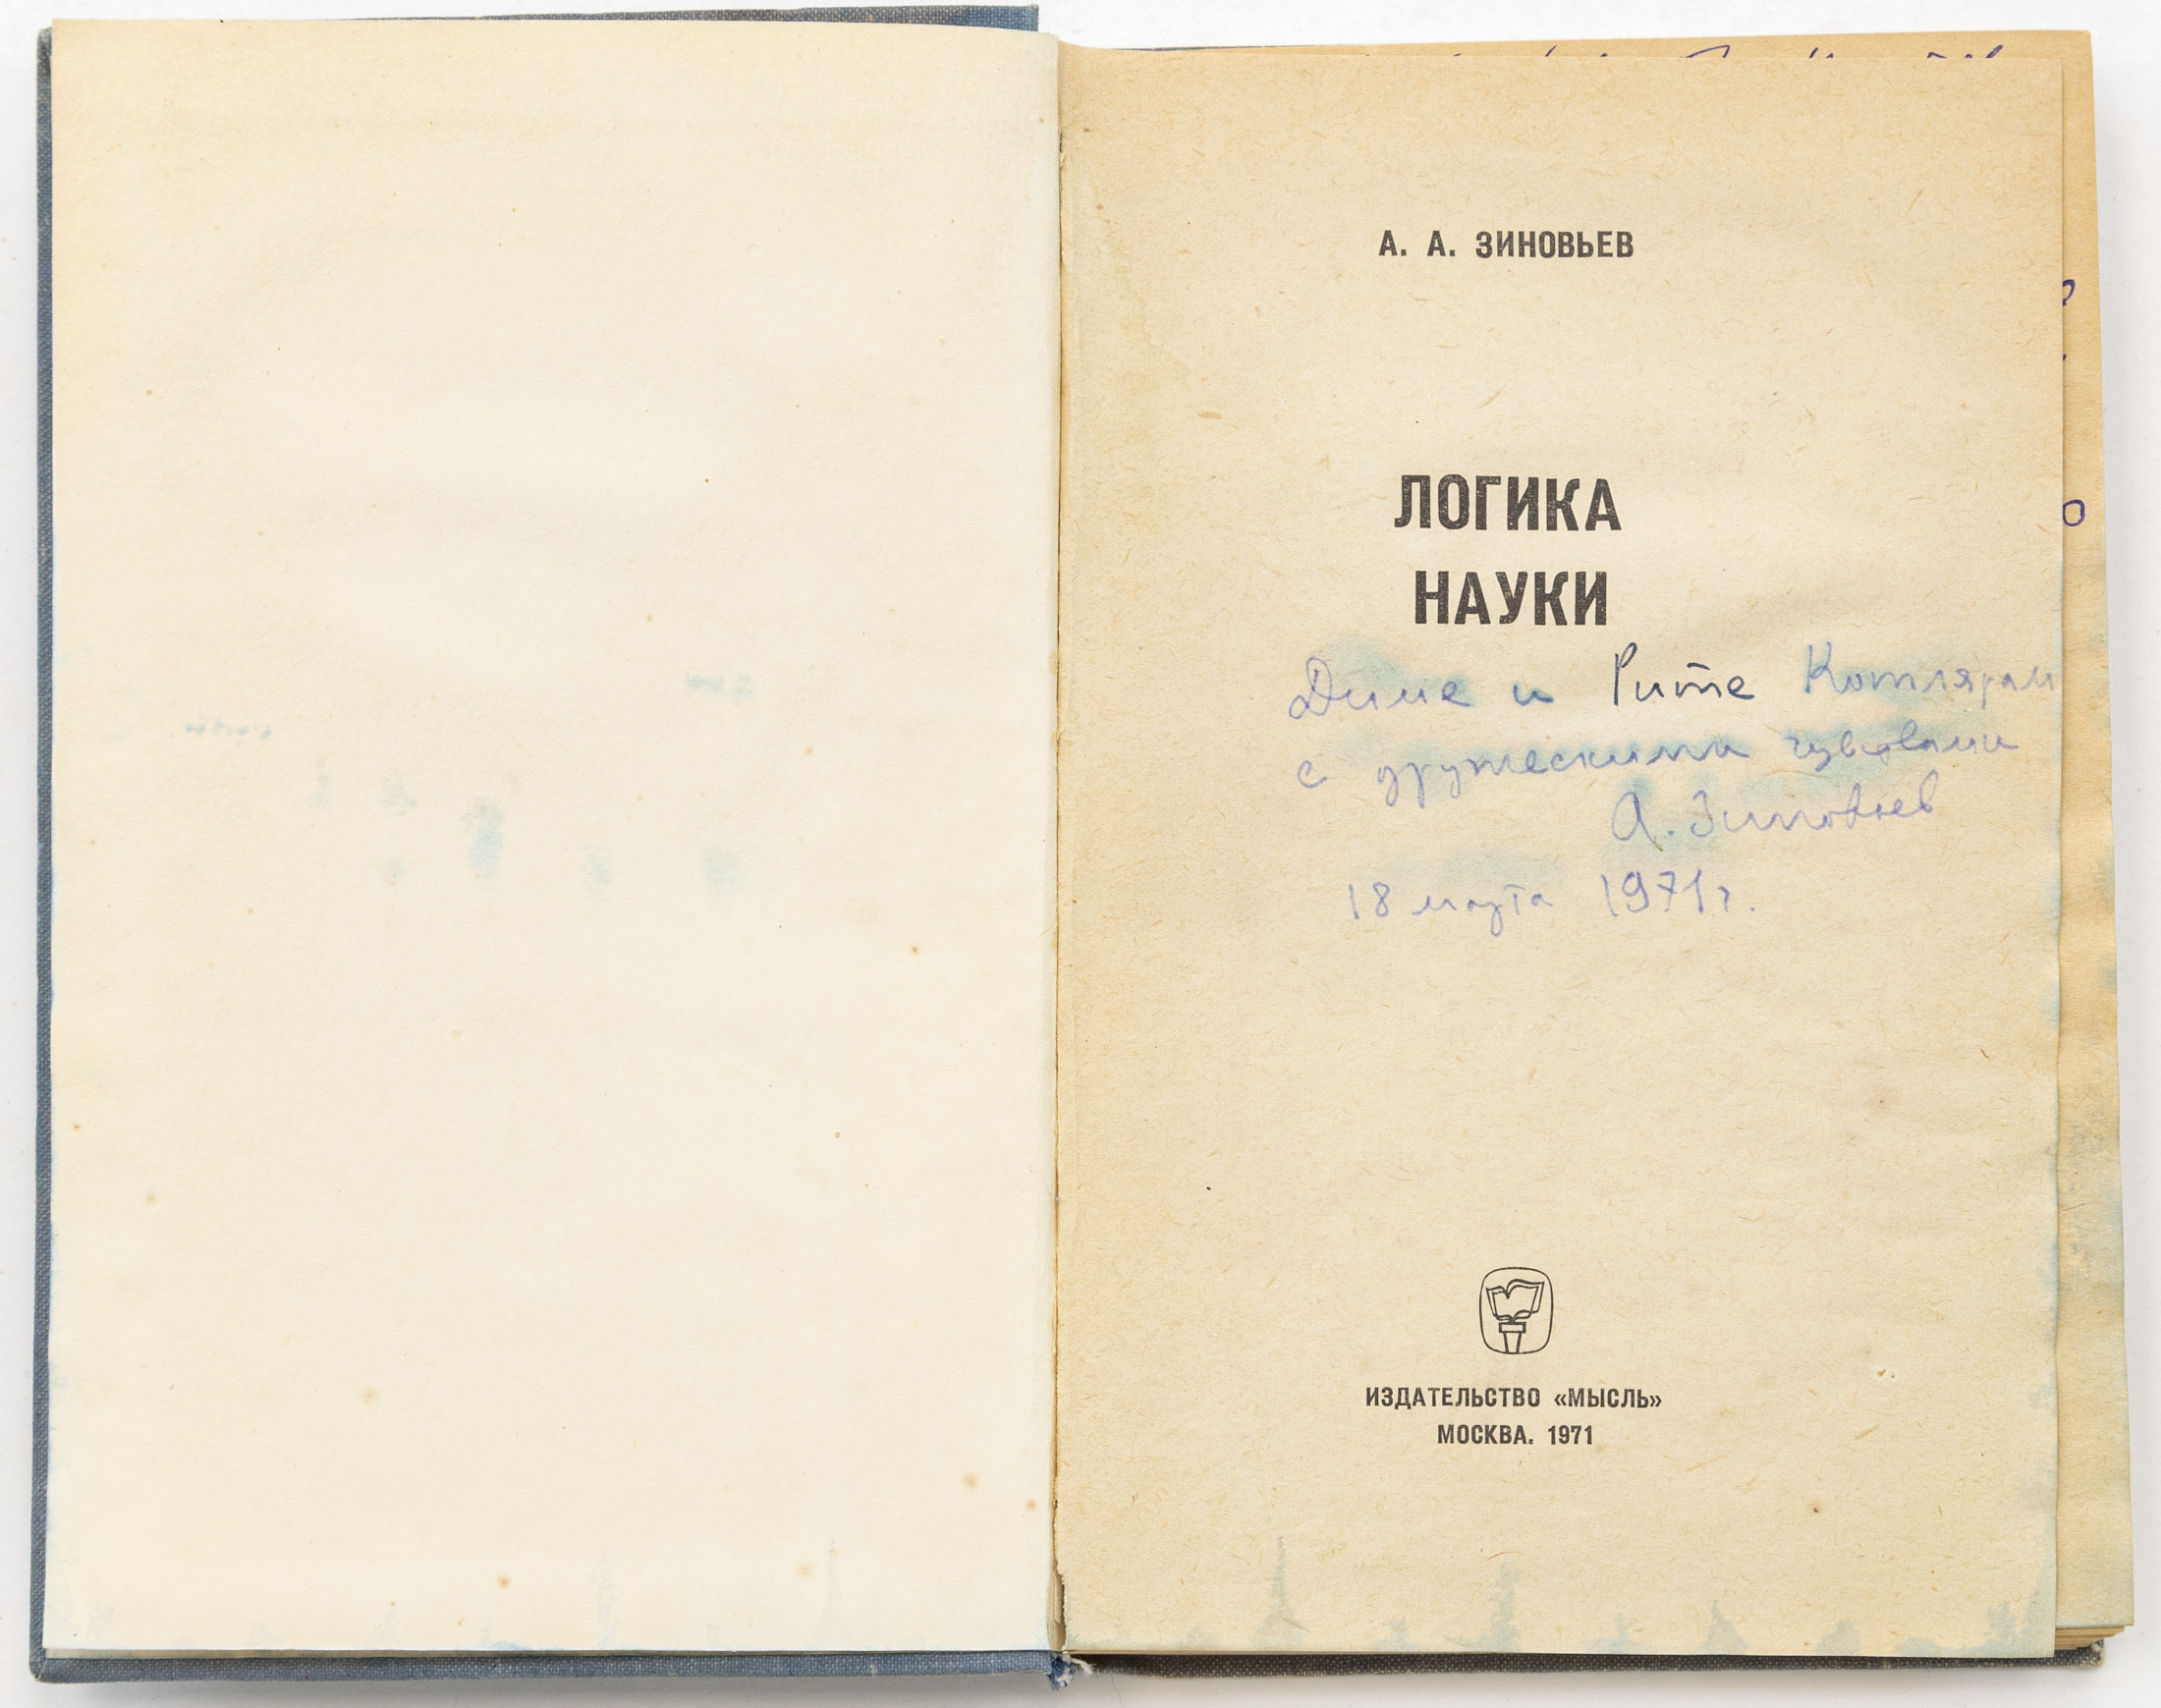 А. А. ЗИНОВЬЕВ
ЛОГИКА
НАУКИ
Диме и Рите Котлярам
с дружескими чувствами
А. Зиновьев
18 марта 1971 г.
ИЗДАТЕЛЬСТВО «МЫСЛЬ»
МОСКВА. 1971